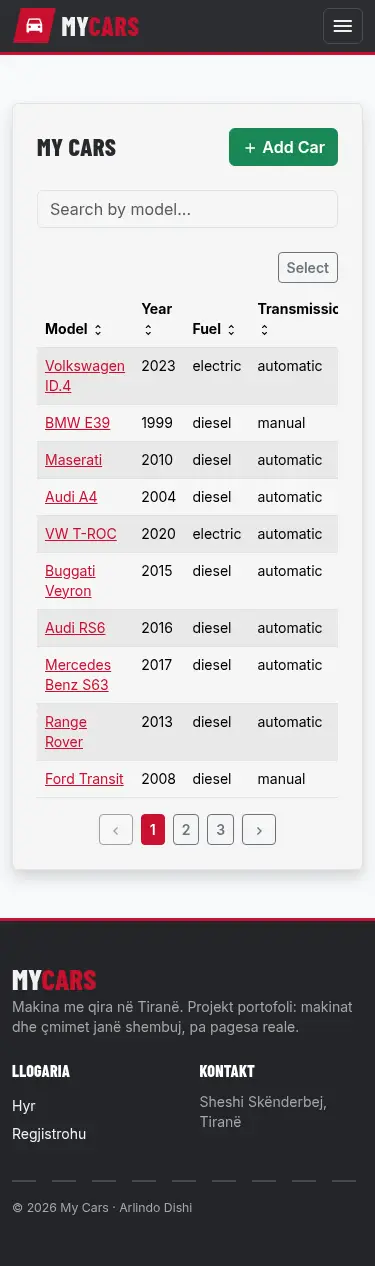 MYCARS
MY CARS
+ Add Car
Search by model...
Select
Model Year Fuel Transmissic
Volkswagen ID.4 2023 electric automatic
BMW E39 1999 diesel manual
Maserati 2010 diesel automatic
Audi A4 2004 diesel automatic
VW T-ROC 2020 electric automatic
Buggati Veyron 2015 diesel automatic
Audi RS6 2016 diesel automatic
Mercedes Benz S63 2017 diesel automatic
Range Rover 2013 diesel automatic
Ford Transit 2008 diesel manual
‹ 1 2 3 ›
MYCARS
Makina me qira në Tiranë. Projekt portofoli: makinat
dhe çmimet janë shembuj, pa pagesa reale.
LLOGARIA
Hyr
Regjistrohu
KONTAKT
Sheshi Skënderbej,
Tiranë
© 2026 My Cars · Arlindo Dishi